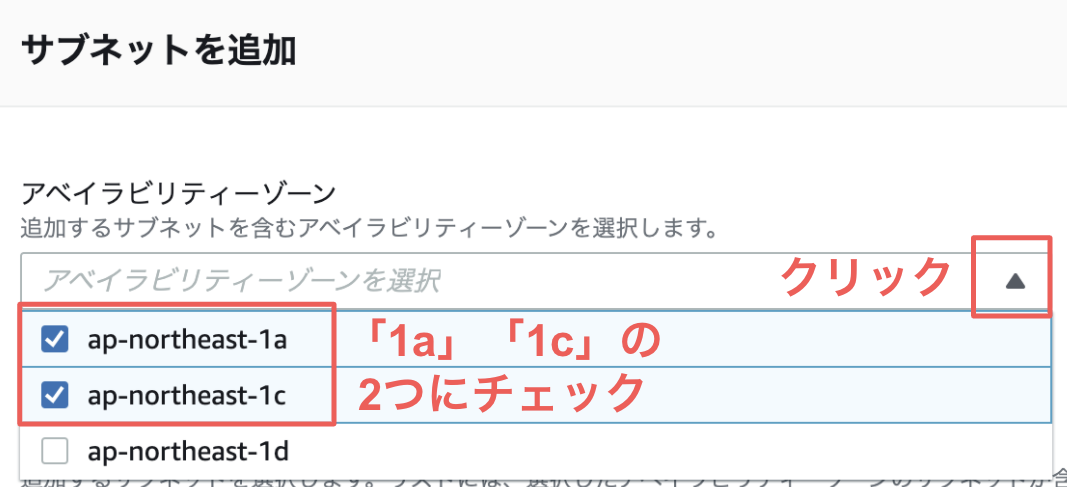 サブネットを追加
アベイラビリティーゾーン
追加するサブネットを含むアベイラビリティーゾーンを選択します。
アベイラビリティーゾーンを選択
クリック
ap-northeast-1a
「1a」「1c」の
ap-northeast-1c
2つにチェック
ap-northeast-1d